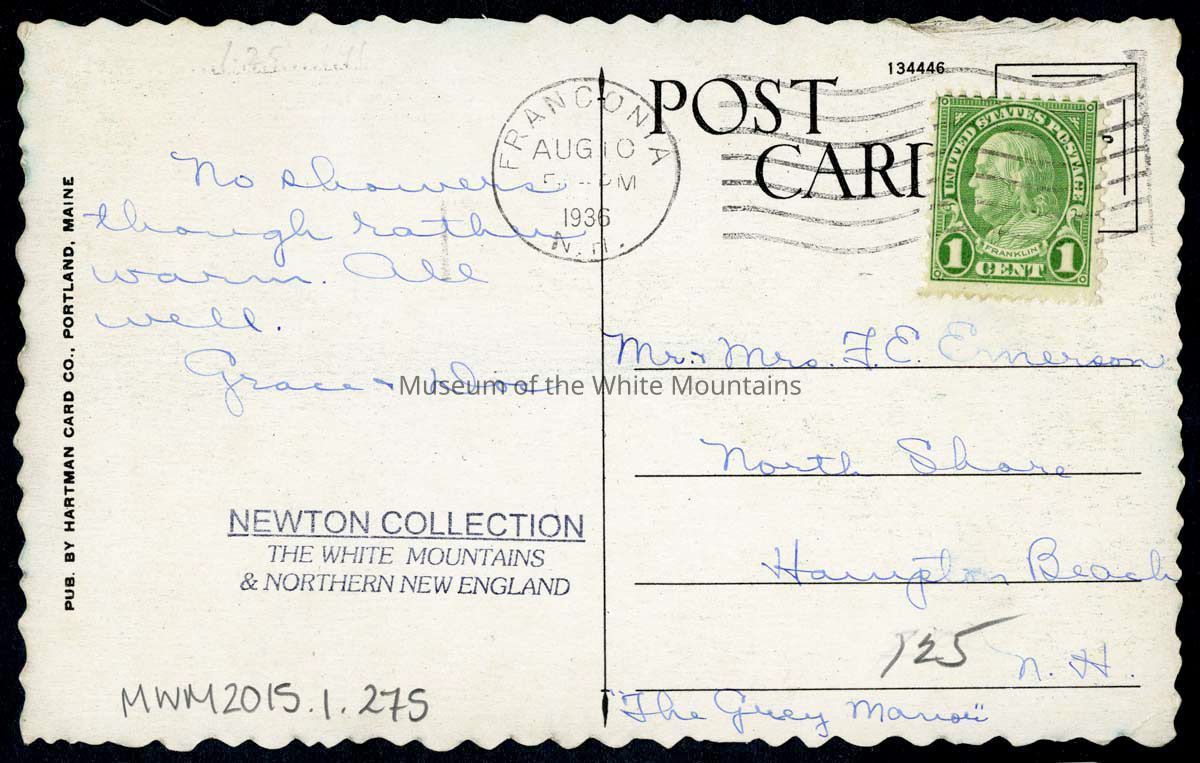 134446
POST
CARD
FRANCONIA
AUG 10
PM
1936
N.H.
UNITED STATES POSTAGE
FRANKLIN
1 CENT 1
No showers
though rather
warm. All
well.
Grace +
Museum of the White Mountains
Mr. + Mrs. F. E. Emerson
North Shore
Hampton Beach
N. H.
"The Grey Manor"
125
NEWTON COLLECTION
THE WHITE MOUNTAINS
& NORTHERN NEW ENGLAND
MWM2015.1.275
PUB. BY HARTMAN CARD CO., PORTLAND, MAINE